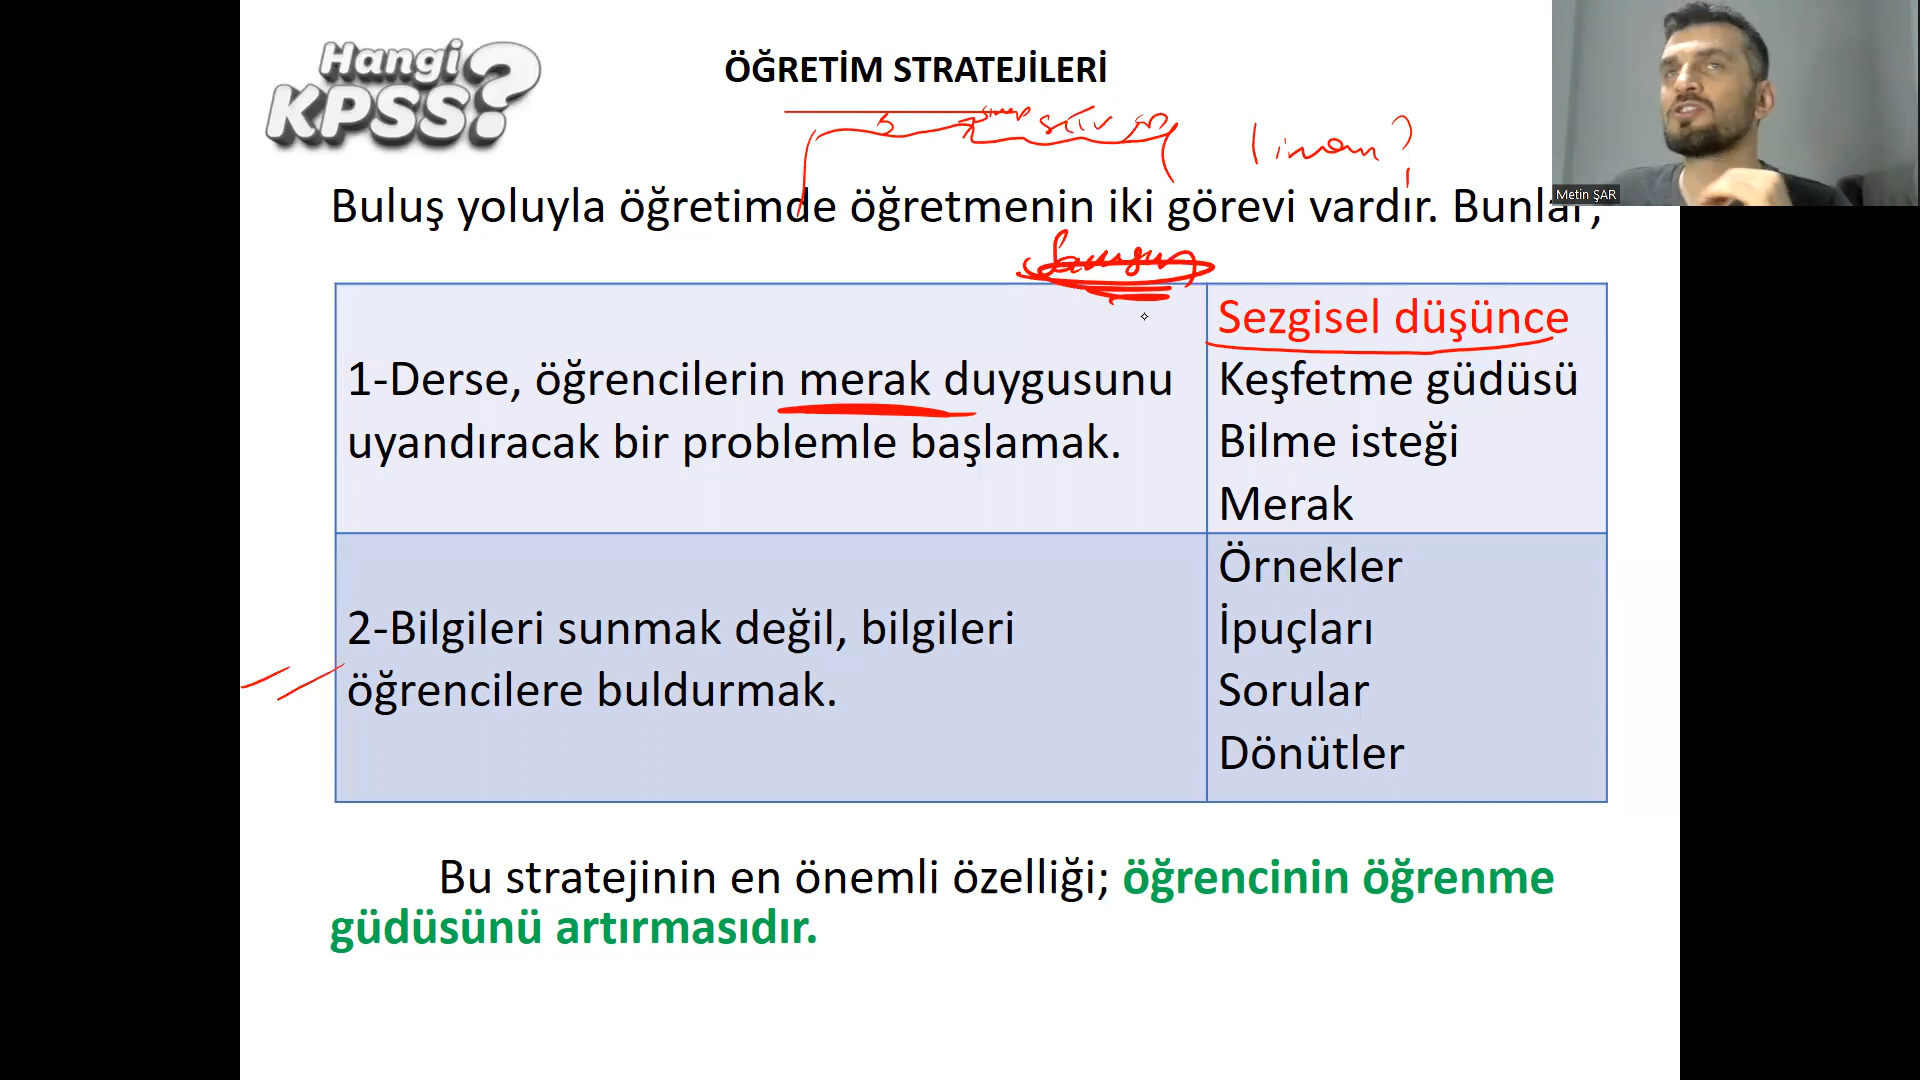 Hangi
KPSS?
ÖĞRETİM STRATEJİLERİ
Metin ŞAR
Buluş yoluyla öğretimde öğretmenin iki görevi vardır. Bunlar;
1-Derse, öğrencilerin merak duygusunu
uyandıracak bir problemle başlamak.
Sezgisel düşünce
Keşfetme güdüsü
Bilme isteği
Merak
2-Bilgileri sunmak değil, bilgileri
öğrencilere buldurmak.
Örnekler
İpuçları
Sorular
Dönütler
Bu stratejinin en önemli özelliği; öğrencinin öğrenme
güdüsünü artırmasıdır.